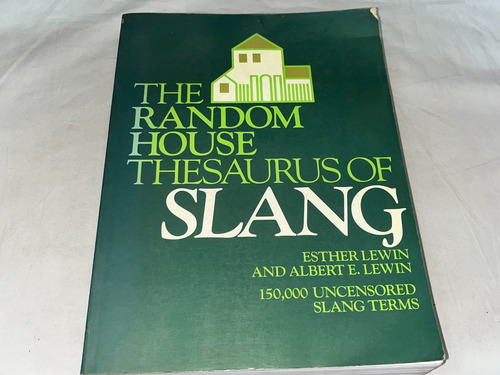 THE
RANDOM
HOUSE
THESAURUS OF
SLANG
ESTHER LEWIN
AND ALBERT E. LEWIN
150,000 UNCENSORED
SLANG TERMS